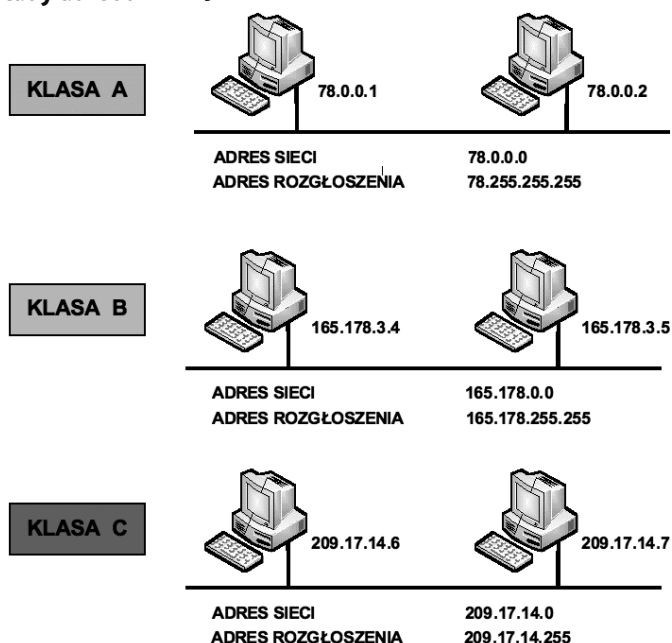 KLASA A
78.0.0.1
78.0.0.2
ADRES SIECI 78.0.0.0
ADRES ROZGŁOSZENIA 78.255.255.255
KLASA B
165.178.3.4
165.178.3.5
ADRES SIECI 165.178.0.0
ADRES ROZGŁOSZENIA 165.178.255.255
KLASA C
209.17.14.6
209.17.14.7
ADRES SIECI 209.17.14.0
ADRES ROZGŁOSZENIA 209.17.14.255